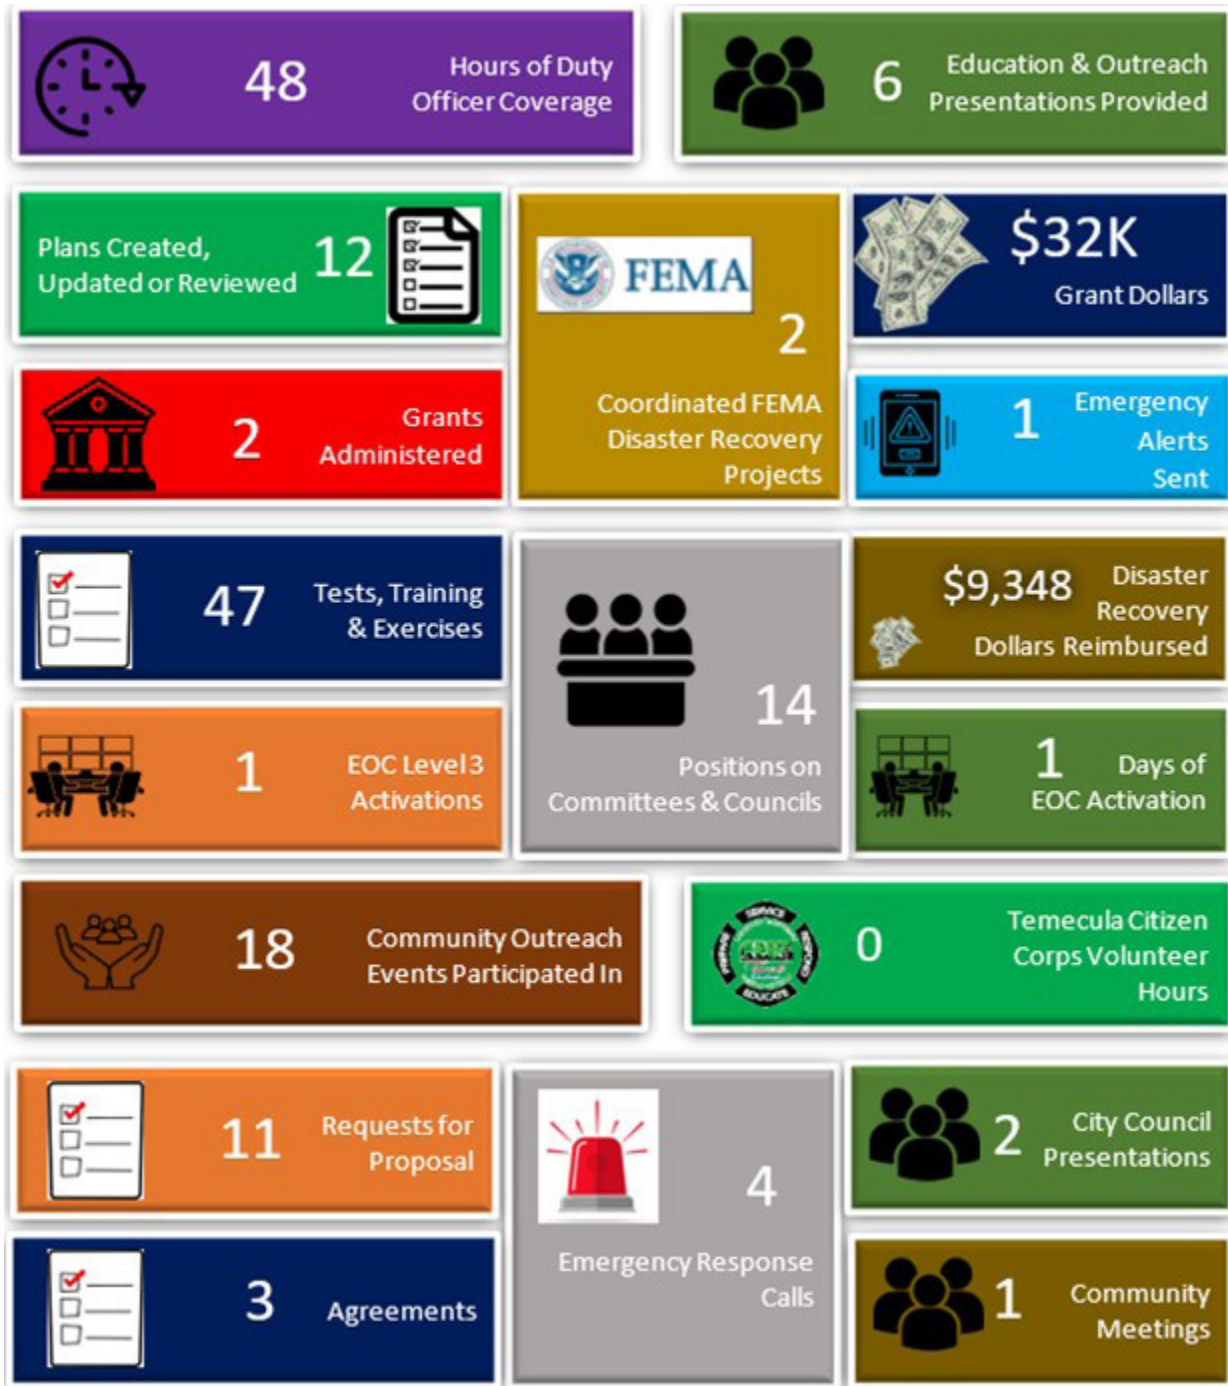 48
Hours of Duty
Officer Coverage
6
Education & Outreach
Presentations Provided
Plans Created,
Updated or Reviewed
12
FEMA
2
Coordinated FEMA
Disaster Recovery
Projects
$32K
Grant Dollars
2
Grants
Administered
1
Emergency
Alerts
Sent
47
Tests, Training
& Exercises
14
Positions on
Committees & Councils
$9,348
Disaster
Recovery
Dollars Reimbursed
1
EOC Level 3
Activations
1
Days of
EOC Activation
18
Community Outreach
Events Participated In
SERVICE
RESPOND
EDUCATE
0
Temecula Citizen
Corps Volunteer
Hours
11
Requests for
Proposal
4
Emergency Response
Calls
2
City Council
Presentations
3
Agreements
1
Community
Meetings